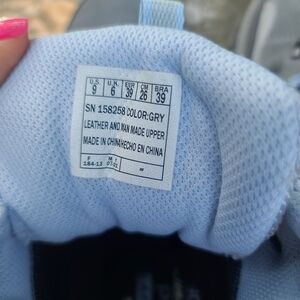 U.S. U.K. EUR CM BRA
9 6 39 26 39
SN 158258 COLOR:GRY
LEATHER AND MAN MADE UPPER
MADE IN CHINA/HECHO EN CHINA
F M I